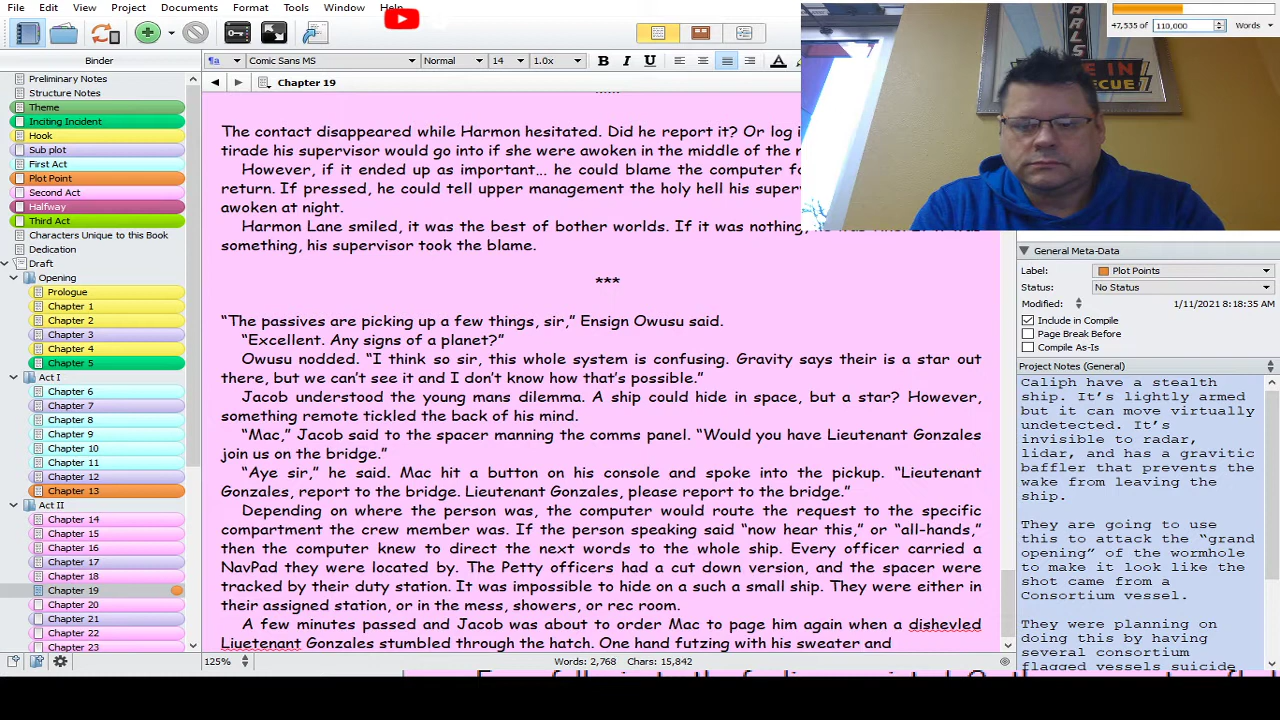 File Edit View Project Documents Format Tools Window Help
47,535 of 110,000 Words
Binder
Comic Sans MS Normal 14 1.0x B I U A
Preliminary Notes
Structure Notes
Theme
Inciting Incident
Hook
Sub plot
First Act
Plot Point
Second Act
Halfway
Third Act
Characters Unique to this Book
Dedication
Draft
Opening
Prologue
Chapter 1
Chapter 2
Chapter 3
Chapter 4
Chapter 5
Act I
Chapter 6
Chapter 7
Chapter 8
Chapter 9
Chapter 10
Chapter 11
Chapter 12
Chapter 13
Act II
Chapter 14
Chapter 15
Chapter 16
Chapter 17
Chapter 18
Chapter 19
Chapter 20
Chapter 21
Chapter 22
Chapter 23
Chapter 19
The contact disappeared while Harmon hesitated. Did he report it? Or log i
tirade his supervisor would go into if she were awoken in the middle of the
However, if it ended up as important... he could blame the computer fo
return. If pressed, he could tell upper management the holy hell his super
awoken at night.
Harmon Lane smiled, it was the best of bother worlds. If it was nothing,
something, his supervisor took the blame.
***
“The passives are picking up a few things, sir,” Ensign Owusu said.
“Excellent. Any signs of a planet?”
Owusu nodded. “I think so sir, this whole system is confusing. Gravity says their is a star out
there, but we can’t see it and I don’t know how that’s possible.”
Jacob understood the young mans dilemma. A ship could hide in space, but a star? However,
something remote tickled the back of his mind.
“Mac,” Jacob said to the spacer manning the comms panel. “Would you have Lieutenant Gonzales
join us on the bridge.”
“Aye sir,” he said. Mac hit a button on his console and spoke into the pickup. “Lieutenant
Gonzales, report to the bridge. Lieutenant Gonzales, please report to the bridge.”
Depending on where the person was, the computer would route the request to the specific
compartment the crew member was. If the person speaking said “now hear this,” or “all-hands,”
then the computer knew to direct the next words to the whole ship. Every officer carried a
NavPad they were located by. The Petty officers had a cut down version, and the spacer were
tracked by their duty station. It was impossible to hide on a such a small ship. They were either in
their assigned station, or in the mess, showers, or rec room.
A few minutes passed and Jacob was about to order Mac to page him again when a dishevled
Liuetenant Gonzales stumbled through the hatch. One hand futzing with his sweater and
125% Words: 2,768 Chars: 15,842
General Meta-Data
Label: Plot Points
Status: No Status
Modified: 1/11/2021 8:18:35 AM
Include in Compile
Page Break Before
Compile As-Is
Project Notes (General)
Caliph have a stealth
ship. It’s lightly armed
but it can move virtually
undetected. It’s
invisible to radar,
lidar, and has a gravitic
baffler that prevents the
wake from leaving the
ship.
They are going to use
this to attack the “grand
opening” of the wormhole
to make it look like the
shot came from a
Consortium vessel.
They were planning on
doing this by having
several consortium
flagged vessels suicide